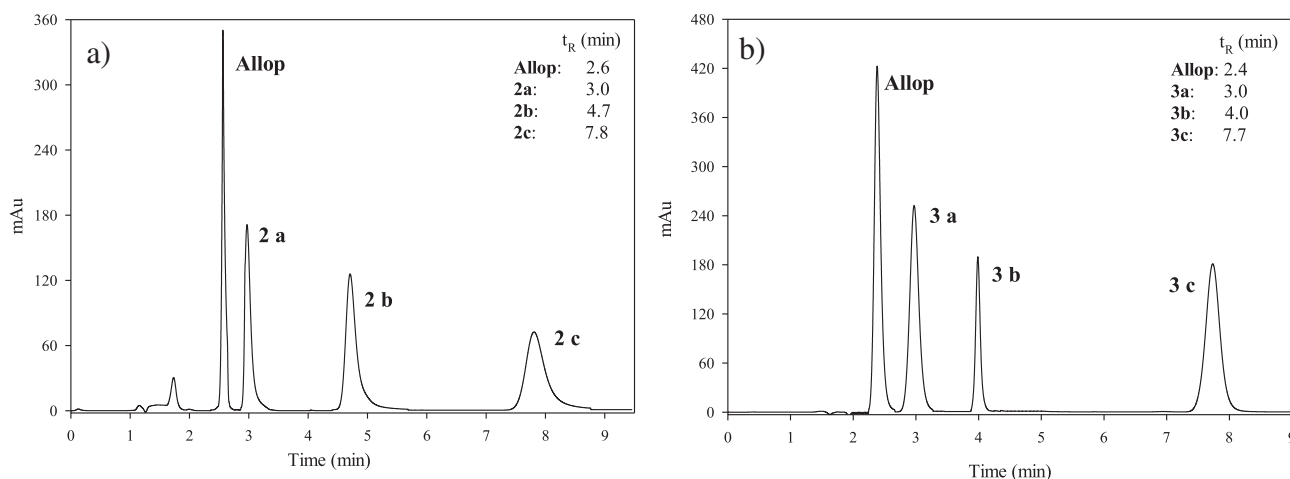 a)
t_R (min)
Allop: 2.6
2a: 3.0
2b: 4.7
2c: 7.8
Allop
2 a
2 b
2 c
360
300
240
180
120
60
0
mAu
0 1 2 3 4 5 6 7 8 9
Time (min)
b)
t_R (min)
Allop: 2.4
3a: 3.0
3b: 4.0
3c: 7.7
Allop
3 a
3 b
3 c
480
420
360
300
240
180
120
60
0
mAu
0 1 2 3 4 5 6 7 8 9
Time (min)